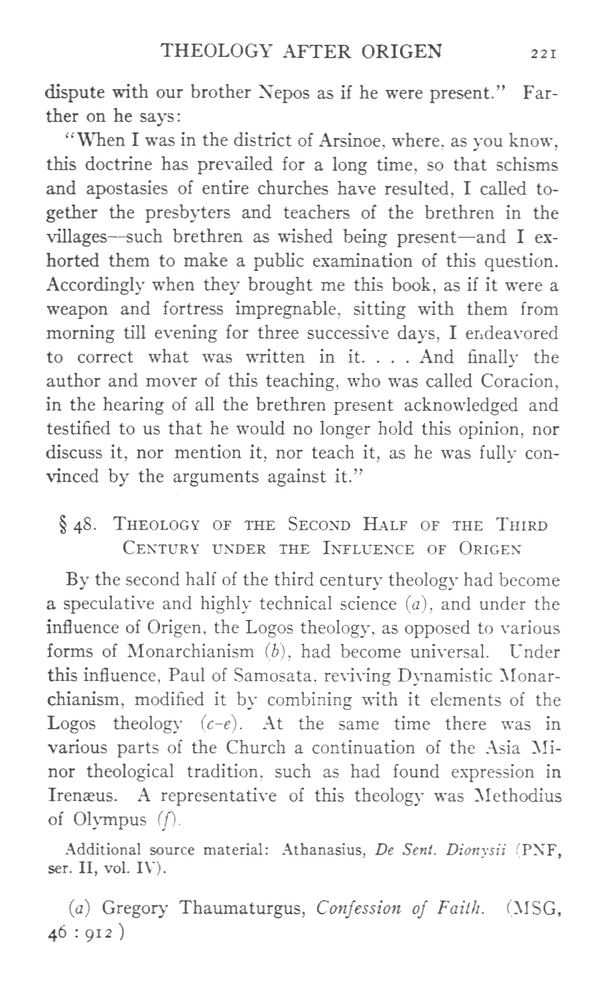 THEOLOGY AFTER ORIGEN 221
dispute with our brother Nepos as if he were present.” Far-
ther on he says:
“When I was in the district of Arsinoe, where, as you know,
this doctrine has prevailed for a long time, so that schisms
and apostasies of entire churches have resulted, I called to-
gether the presbyters and teachers of the brethren in the
villages—such brethren as wished being present—and I ex-
horted them to make a public examination of this question.
Accordingly when they brought me this book, as if it were a
weapon and fortress impregnable, sitting with them from
morning till evening for three successive days, I endeavored
to correct what was written in it. . . . And finally the
author and mover of this teaching, who was called Coracion,
in the hearing of all the brethren present acknowledged and
testified to us that he would no longer hold this opinion, nor
discuss it, nor mention it, nor teach it, as he was fully con-
vinced by the arguments against it.”
§ 48. Theology of the Second Half of the Third
Century under the Influence of Origen
By the second half of the third century theology had become
a speculative and highly technical science (a), and under the
influence of Origen, the Logos theology, as opposed to various
forms of Monarchianism (b), had become universal. Under
this influence, Paul of Samosata, reviving Dynamistic Monar-
chianism, modified it by combining with it elements of the
Logos theology (c-e). At the same time there was in
various parts of the Church a continuation of the Asia Mi-
nor theological tradition, such as had found expression in
Irenæus. A representative of this theology was Methodius
of Olympus (f).
Additional source material: Athanasius, De Sent. Dionysii (PNF,
ser. II, vol. IV).
(a) Gregory Thaumaturgus, Confession of Faith. (MSG,
46 : 912 )